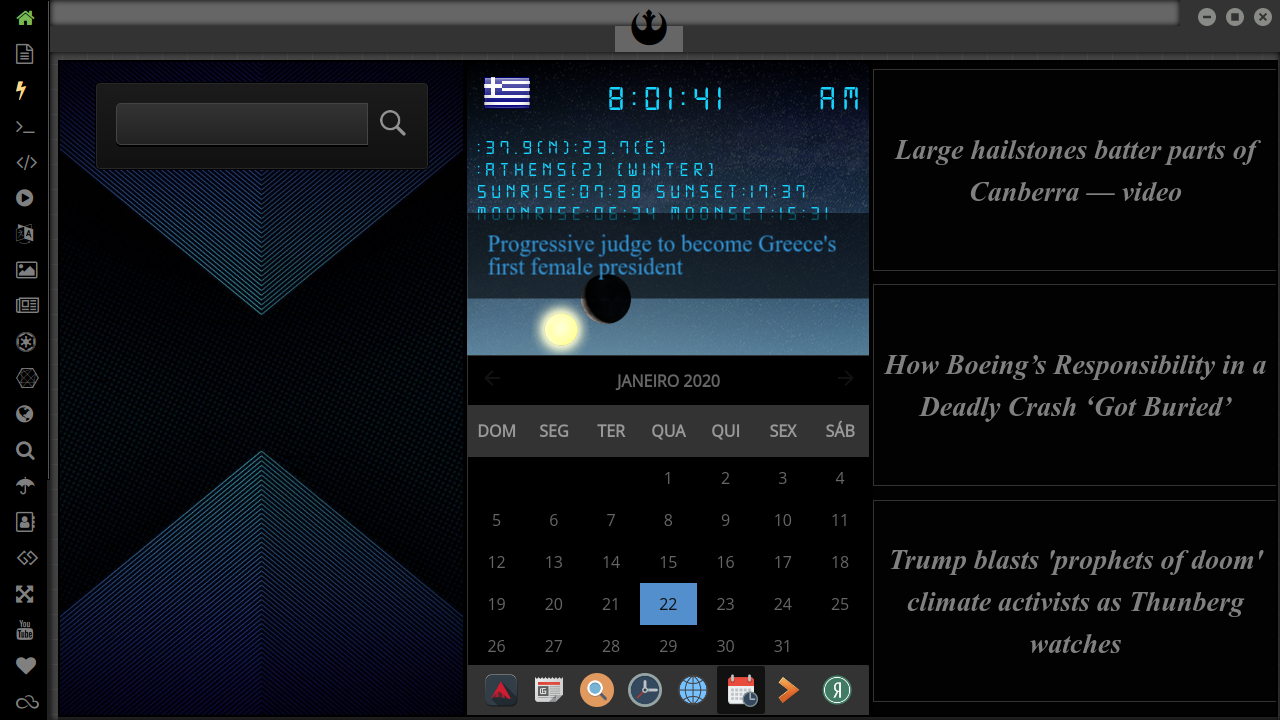 8:01:41 AM
:37.9(N):23.7(E)
:ATHENS(2) (WINTER)
SUNRISE:07:38 SUNSET:17:37
MOONRISE:06:34 MOONSET:15:31
Progressive judge to become Greece's
first female president
JANEIRO 2020
DOM SEG TER QUA QUI SEX SÁB
1 2 3 4
5 6 7 8 9 10 11
12 13 14 15 16 17 18
19 20 21 22 23 24 25
26 27 28 29 30 31
Large hailstones batter parts of
Canberra — video
How Boeing’s Responsibility in a
Deadly Crash ‘Got Buried’
Trump blasts 'prophets of doom'
climate activists as Thunberg
watches
You
Tube
Я